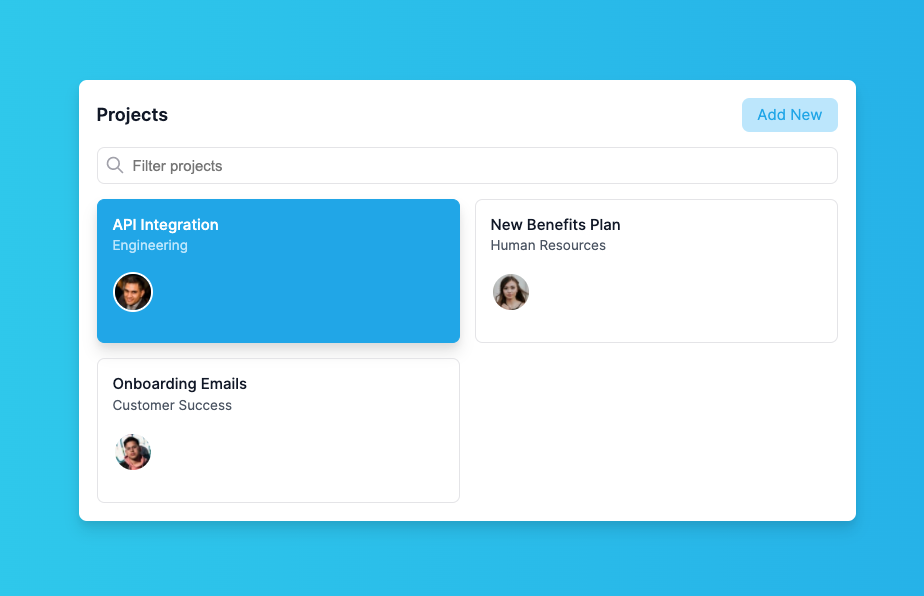 Projects
Add New
Filter projects
API Integration
Engineering
New Benefits Plan
Human Resources
Onboarding Emails
Customer Success